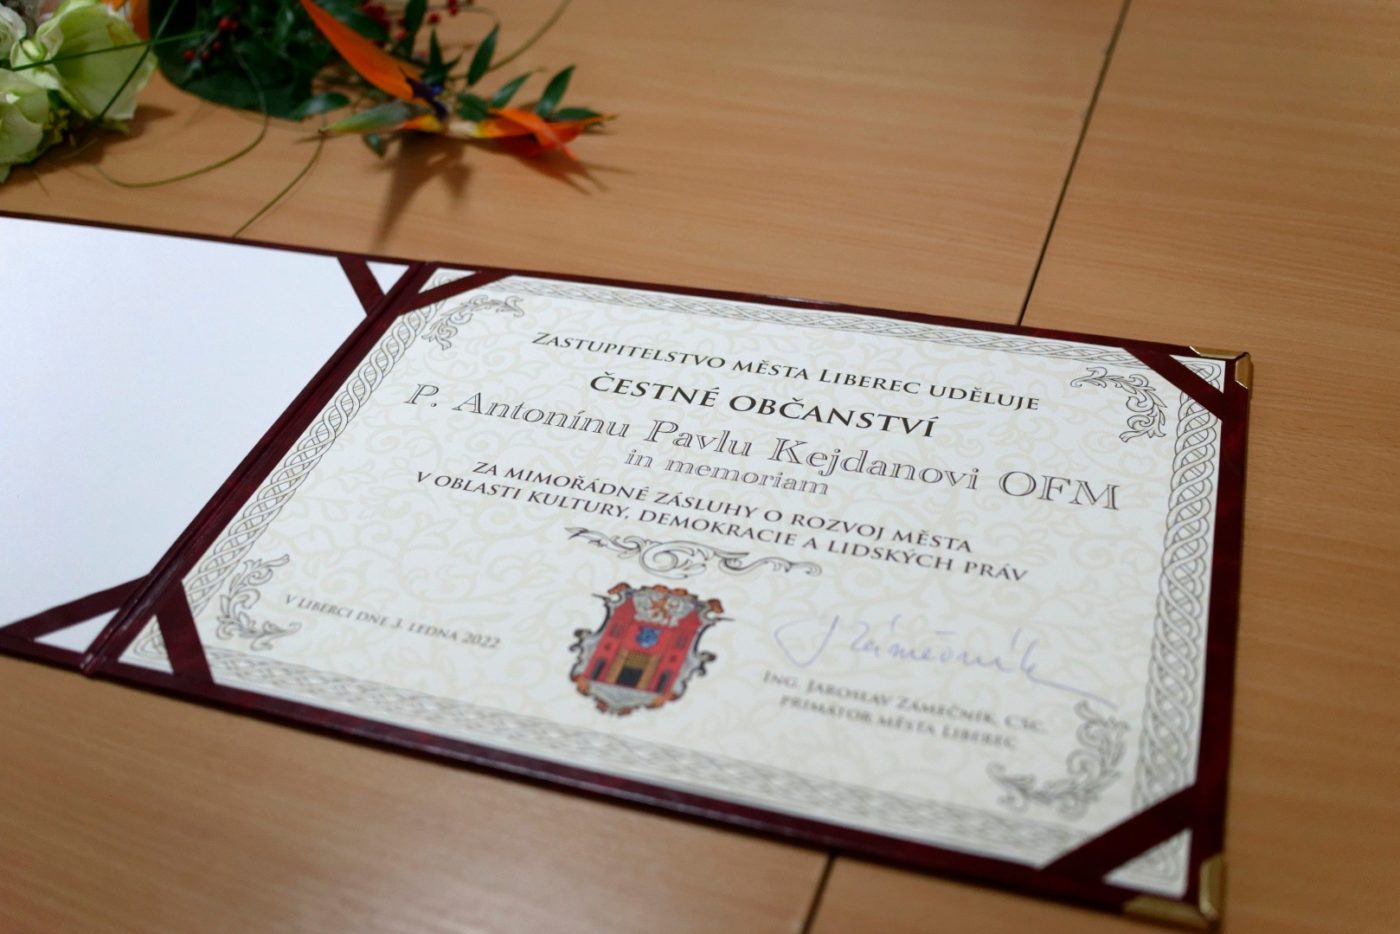 Zastupitelstvo města Liberec uděluje
čestné občanství
P. Antonínu Pavlu Kejdanovi OFM
in memoriam
za mimořádné zásluhy o rozvoj města
v oblasti kultury, demokracie a lidských práv
V Liberci dne 3. ledna 2022
J Zámečník
Ing. Jaroslav Zámečník, CSc.
primátor města Liberec